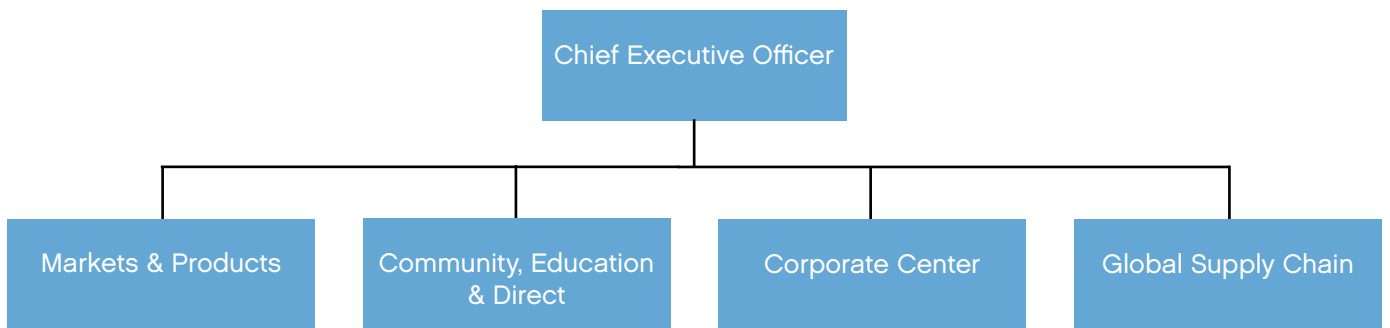 Chief Executive Officer
Markets & Products
Community, Education
& Direct
Corporate Center
Global Supply Chain